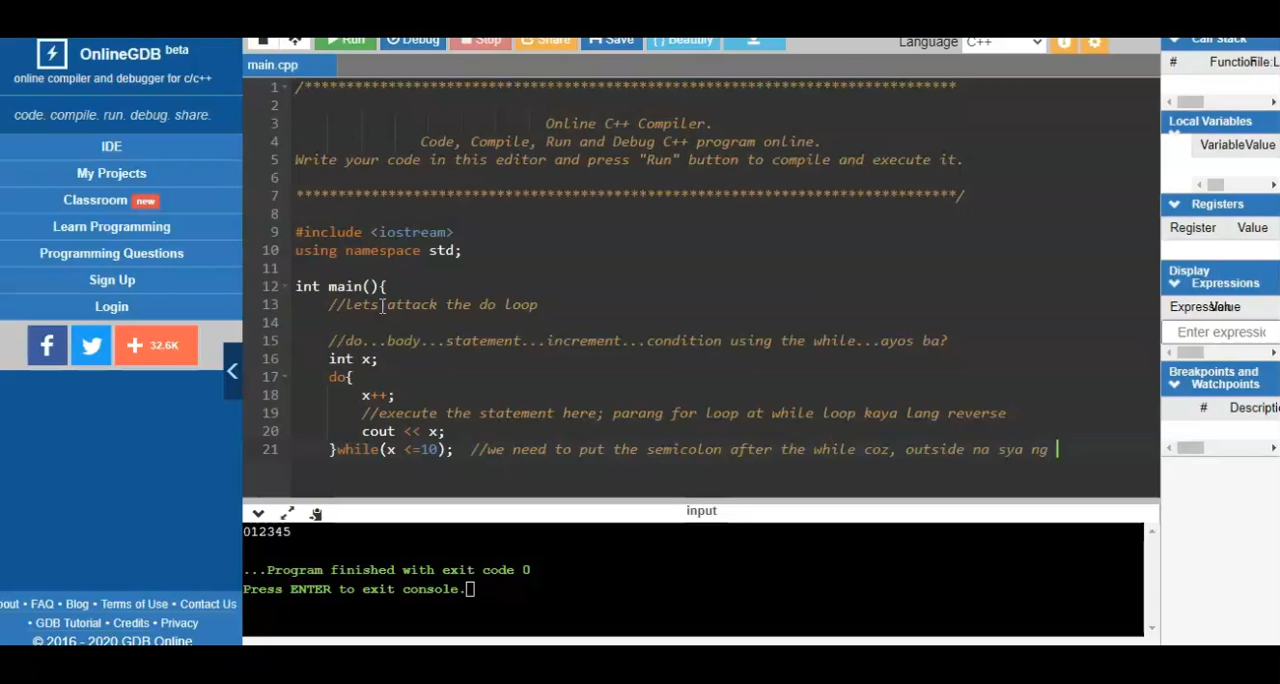 OnlineGDB beta
online compiler and debugger for c/c++
code. compile. run. debug. share.
IDE
My Projects
Classroom new
Learn Programming
Programming Questions
Sign Up
Login
32.6K
FAQ • Blog • Terms of Use • Contact Us
• GDB Tutorial • Credits • Privacy
© 2016 - 2020 GDB Online
Run Debug Stop Share Save { } Beautify
Language C++
main.cpp
1 /*******************************************************************************
2
3 Online C++ Compiler.
4 Code, Compile, Run and Debug C++ program online.
5 Write your code in this editor and press "Run" button to compile and execute it.
6
7 *******************************************************************************/
8
9 #include <iostream>
10 using namespace std;
11
12 int main(){
13 //lets attack the do loop
14
15 //do...body...statement...increment...condition using the while...ayos ba?
16 int x;
17 do{
18 x++;
19 //execute the statement here; parang for loop at while loop kaya lang reverse
20 cout << x;
21 }while(x <=10); //we need to put the semicolon after the while coz, outside na sya ng
input
012345
...Program finished with exit code 0
Press ENTER to exit console.
Call Stack
# Function File:L
Local Variables
Variable Value
Registers
Register Value
Display
Expressions
Expression Value
Enter expressi
Breakpoints and
Watchpoints
# Descripti